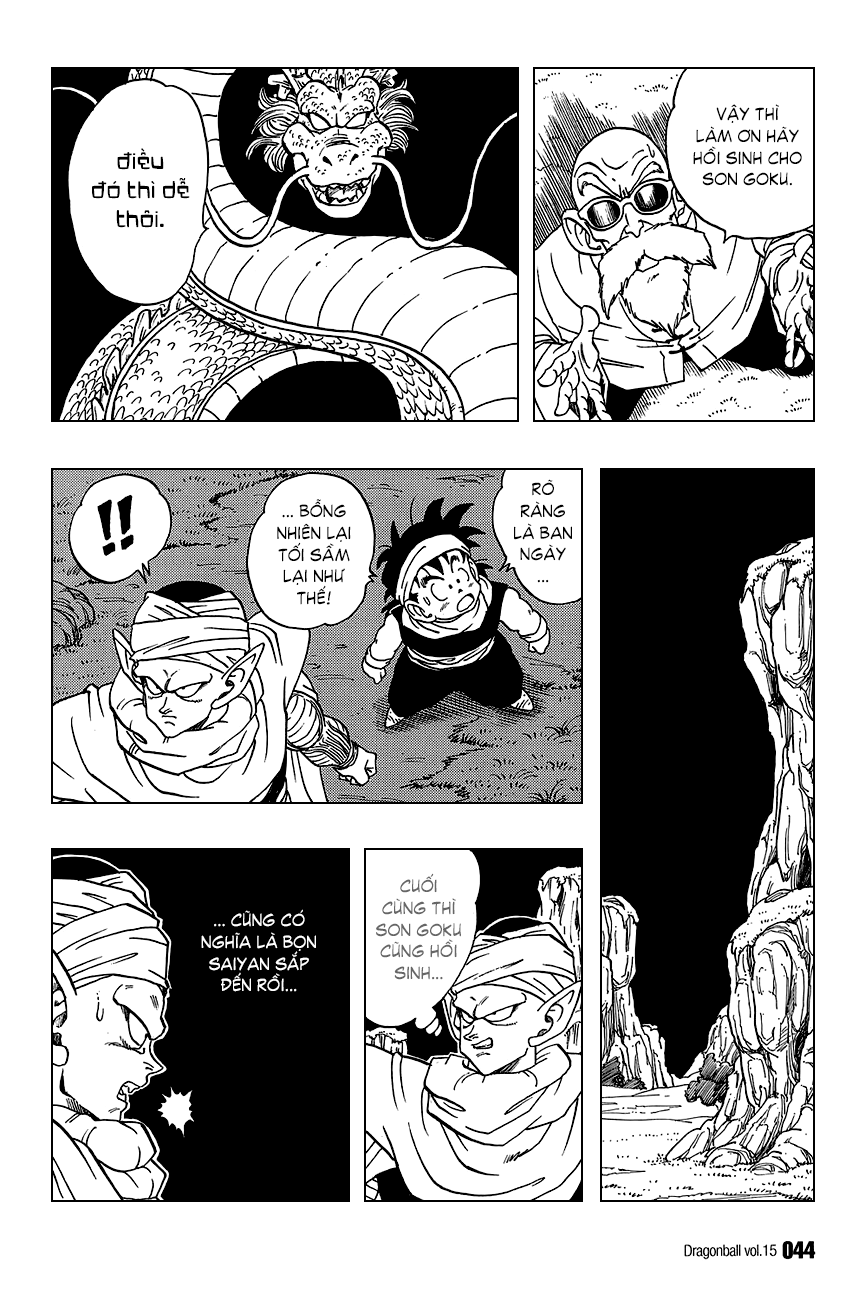 VẬY THÌ
LÀM ƠN HÃY
HỒI SINH CHO
SON GOKU.
điều
đó thì dễ
thôi.
RÕ
RÀNG
LÀ BAN
NGÀY
...
... BỖNG
NHIÊN LẠI
TỐI SẦM
LẠI NHƯ
THẾ!
!!
CUỐI
CÙNG THÌ
SON GOKU
CŨNG HỒI
SINH...
... CŨNG CÓ
NGHĨA LÀ BỌN
SAIYAN SẮP
ĐẾN RỒI...
Dragonball vol.15 044